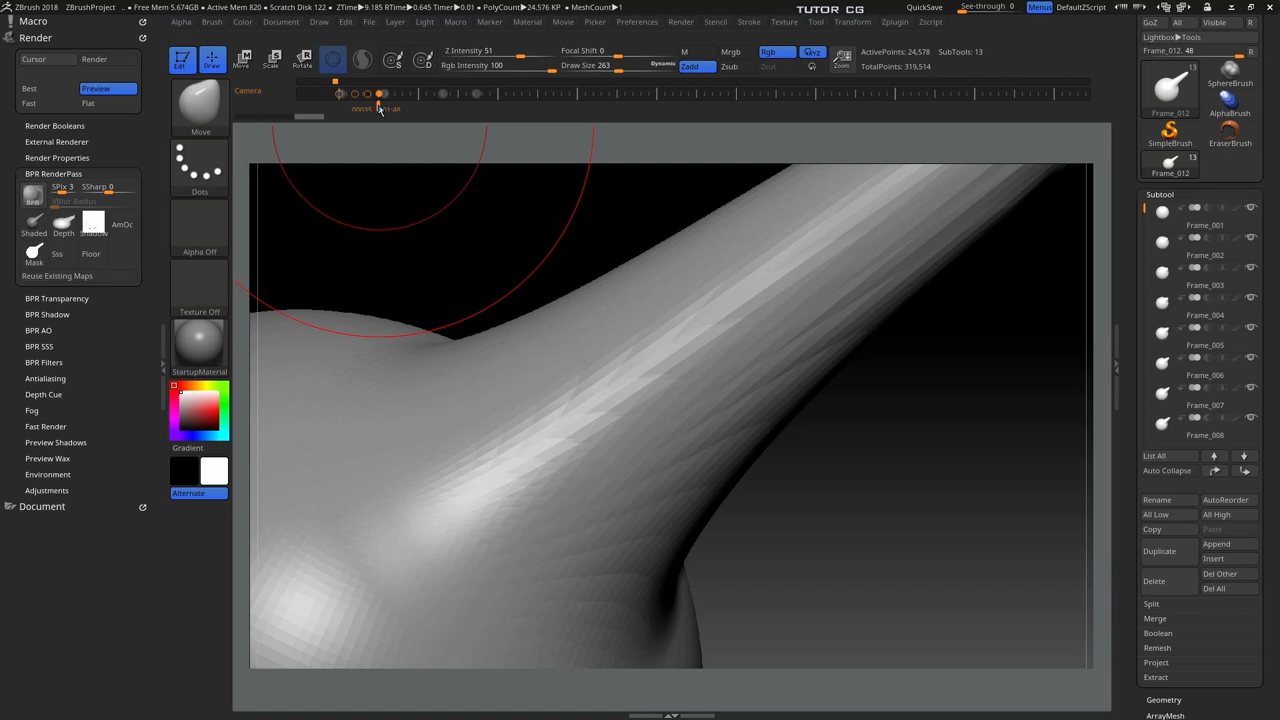 ZBrush 2018 ZBrushProject .. • Free Mem 5.674GB • Active Mem 820 • Scratch Disk 122 • ZTime▶9.185 RTime▶0.645 Timer▶0.01 • PolyCount▶24.576 KP • MeshCount▶1
TUTOR CG
QuickSave See-through 0 Menus DefaultZScript
Macro
Alpha Brush Color Document Draw Edit File Layer Light Macro Marker Material Movie Picker Preferences Render Stencil Stroke Texture Tool Transform Zplugin Zscript
GoZ All Visible R
Render
Lightbox▶Tools
Frame_012. 48 R
Cursor Render
Best Preview
Fast Flat
Render Booleans
External Renderer
Render Properties
BPR RenderPass
BPR
SPix 3 SSharp 0
VBlur Radius
Shaded Depth Shadow AmOc
Mask Sss Floor
Reuse Existing Maps
BPR Transparency
BPR Shadow
BPR AO
BPR SSS
BPR Filters
Antialiasing
Depth Cue
Fog
Fast Render
Preview Shadows
Preview Wax
Environment
Adjustments
Document
Edit Draw Move Scale Rotate
S D
Z Intensity 51 Focal Shift 0
Rgb Intensity 100 Draw Size 263 Dynamic
M Mrgb Rgb XYZ
Zadd Zsub Zcut
Zoom
ActivePoints: 24,578 SubTools: 13
TotalPoints: 319,514
Camera
Move
Dots
Alpha Off
Texture Off
StartupMaterial
Gradient
Alternate
13
Frame_012
SphereBrush
AlphaBrush
SimpleBrush
EraserBrush
13
Frame_012
Subtool
Frame_001
Frame_002
Frame_003
Frame_004
Frame_005
Frame_006
Frame_007
Frame_008
List All
Auto Collapse
Rename AutoReorder
All Low All High
Copy Paste
Duplicate Append
Insert
Delete Del Other
Del All
Split
Merge
Boolean
Remesh
Project
Extract
Geometry
ArrayMesh